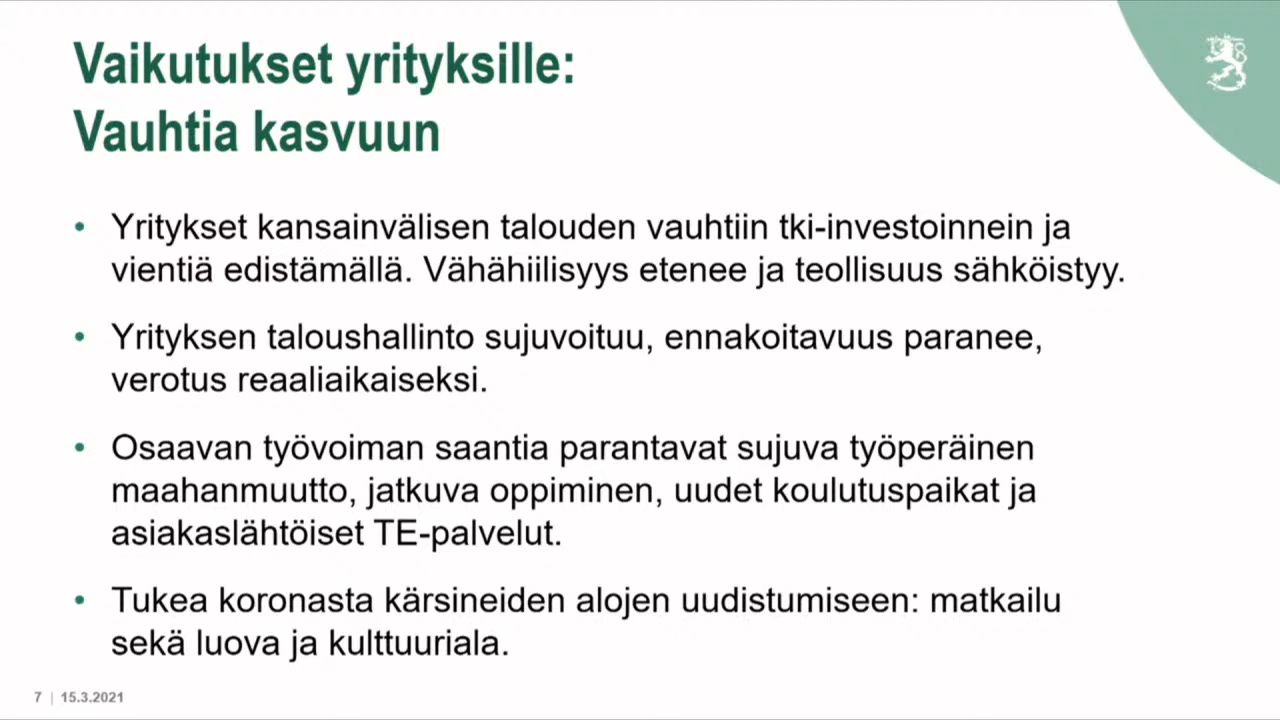 Vaikutukset yrityksille:
Vauhtia kasvuun
• Yritykset kansainvälisen talouden vauhtiin tki-investoinnein ja
vientiä edistämällä. Vähähiilisyys etenee ja teollisuus sähköistyy.
• Yrityksen taloushallinto sujuvoituu, ennakoitavuus paranee,
verotus reaaliaikaiseksi.
• Osaavan työvoiman saantia parantavat sujuva työperäinen
maahanmuutto, jatkuva oppiminen, uudet koulutuspaikat ja
asiakaslähtöiset TE-palvelut.
• Tukea koronasta kärsineiden alojen uudistumiseen: matkailu
sekä luova ja kulttuuriala.
7 | 15.3.2021